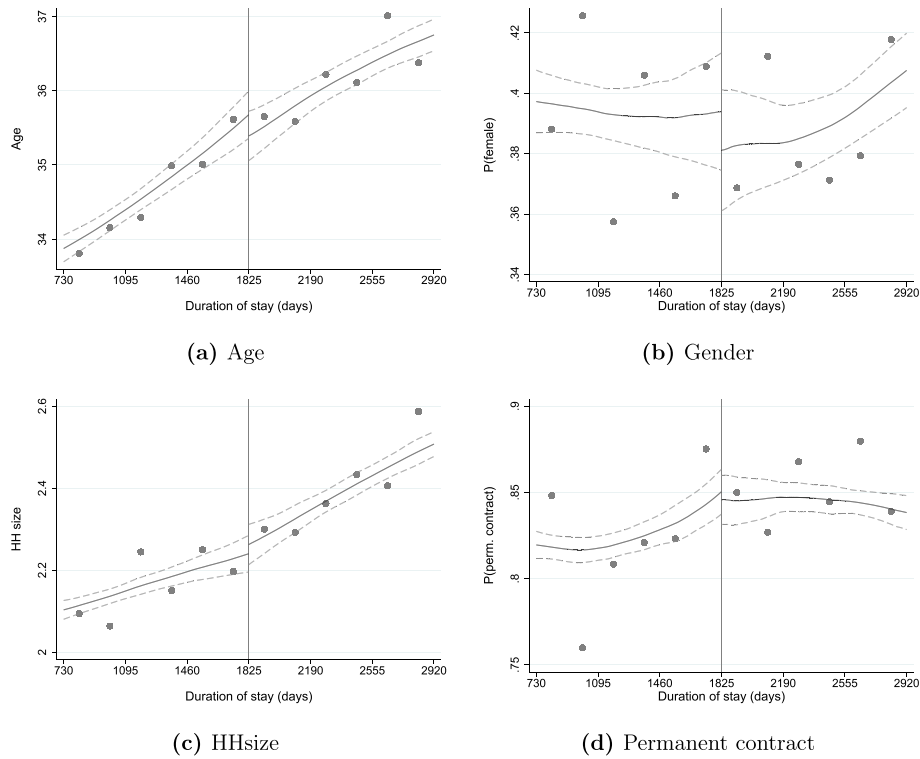 37
36
35
34
Age
730 1095 1460 1825 2190 2555 2920
Duration of stay (days)
(a) Age
.42
.4
.38
.36
.34
P(female)
730 1095 1460 1825 2190 2555 2920
Duration of stay (days)
(b) Gender
2.6
2.4
2.2
2
HH size
730 1095 1460 1825 2190 2555 2920
Duration of stay (days)
(c) HHsize
.9
.85
.8
.75
P(perm. contract)
730 1095 1460 1825 2190 2555 2920
Duration of stay (days)
(d) Permanent contract